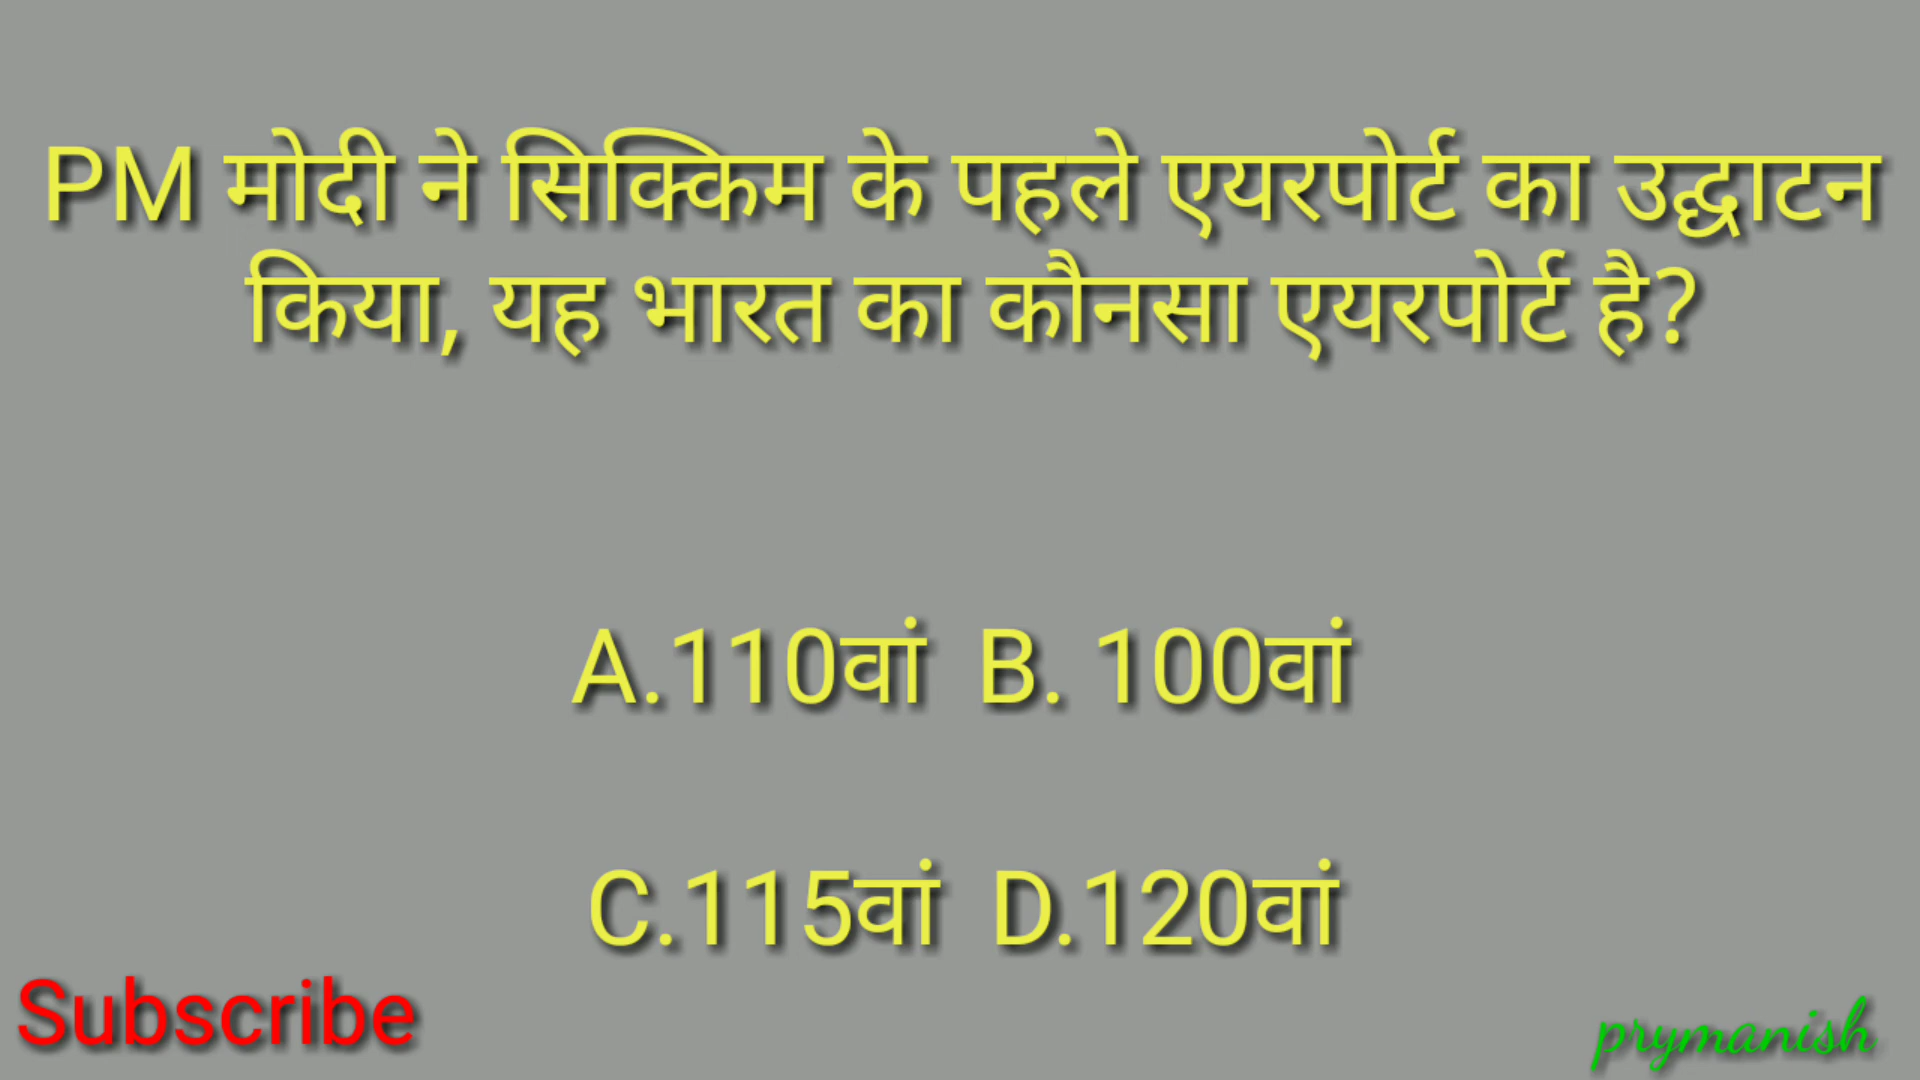 PM मोदी ने सिक्किम के पहले एयरपोर्ट का उद्घाटन
किया, यह भारत का कौनसा एयरपोर्ट है?
A.110वां B. 100वां
C.115वां D.120वां
Subscribe
prymanish